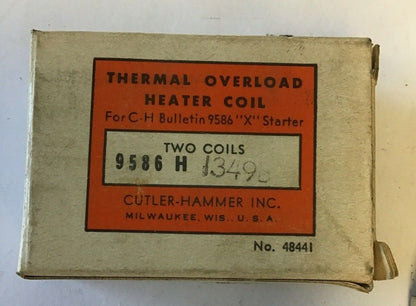 THERMAL OVERLOAD
HEATER COIL
For C-H Bulletin 9586 "X" Starter
TWO COILS
9586 H 1349
CUTLER-HAMMER INC.
MILWAUKEE, WIS., U. S. A.
No. 48441